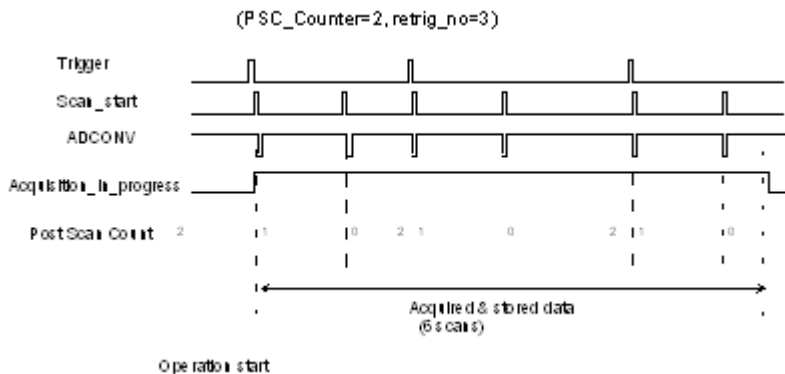 (PSC_Counter=2, retrig_no=3)
Trigger
Scan_start
ADCONV
Acquisition_in_progress
Post Scan Count 2 1 0 2 1 0 2 1 0
Acquired & stored data
(6 scans)
Operation start